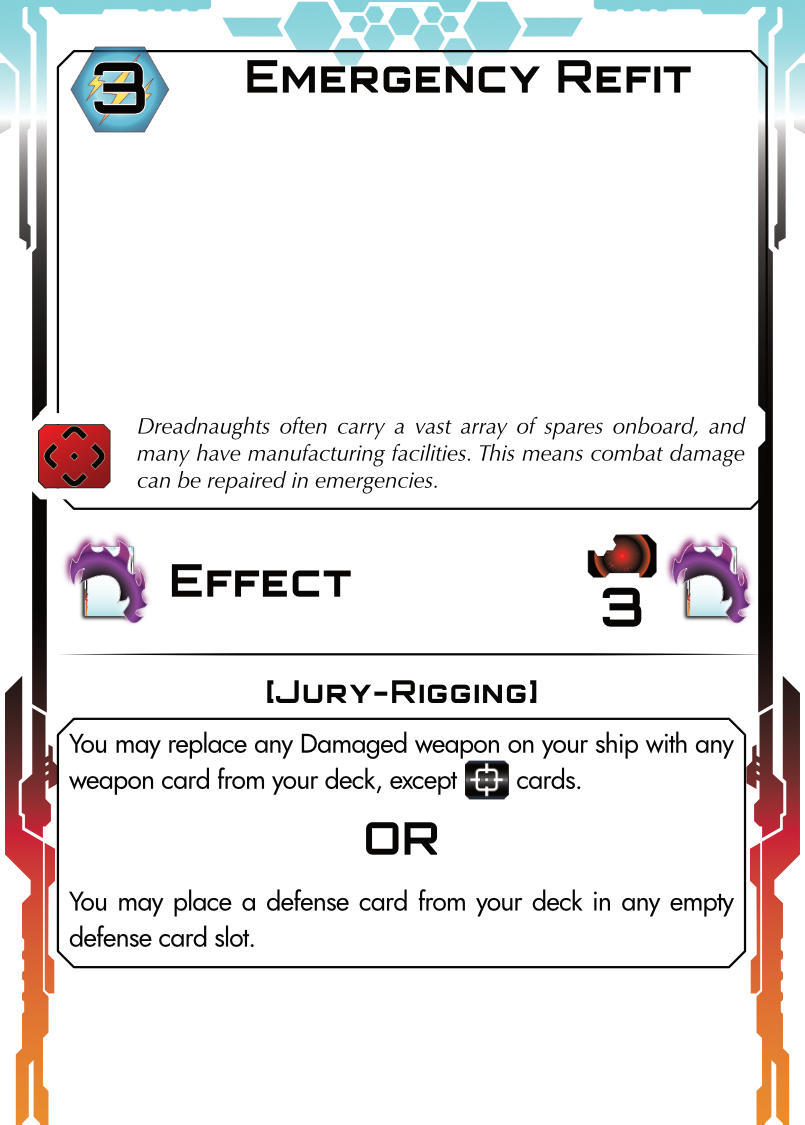 3
Emergency Refit
Dreadnaughts often carry a vast array of spares onboard, and
many have manufacturing facilities. This means combat damage
can be repaired in emergencies.
Effect
3
[Jury-Rigging]
You may replace any Damaged weapon on your ship with any
weapon card from your deck, except cards.
OR
You may place a defense card from your deck in any empty
defense card slot.